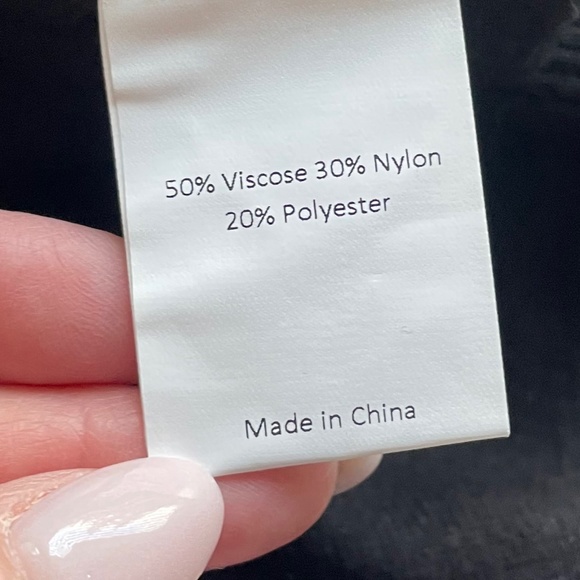 50% Viscose 30% Nylon
20% Polyester
Made in China